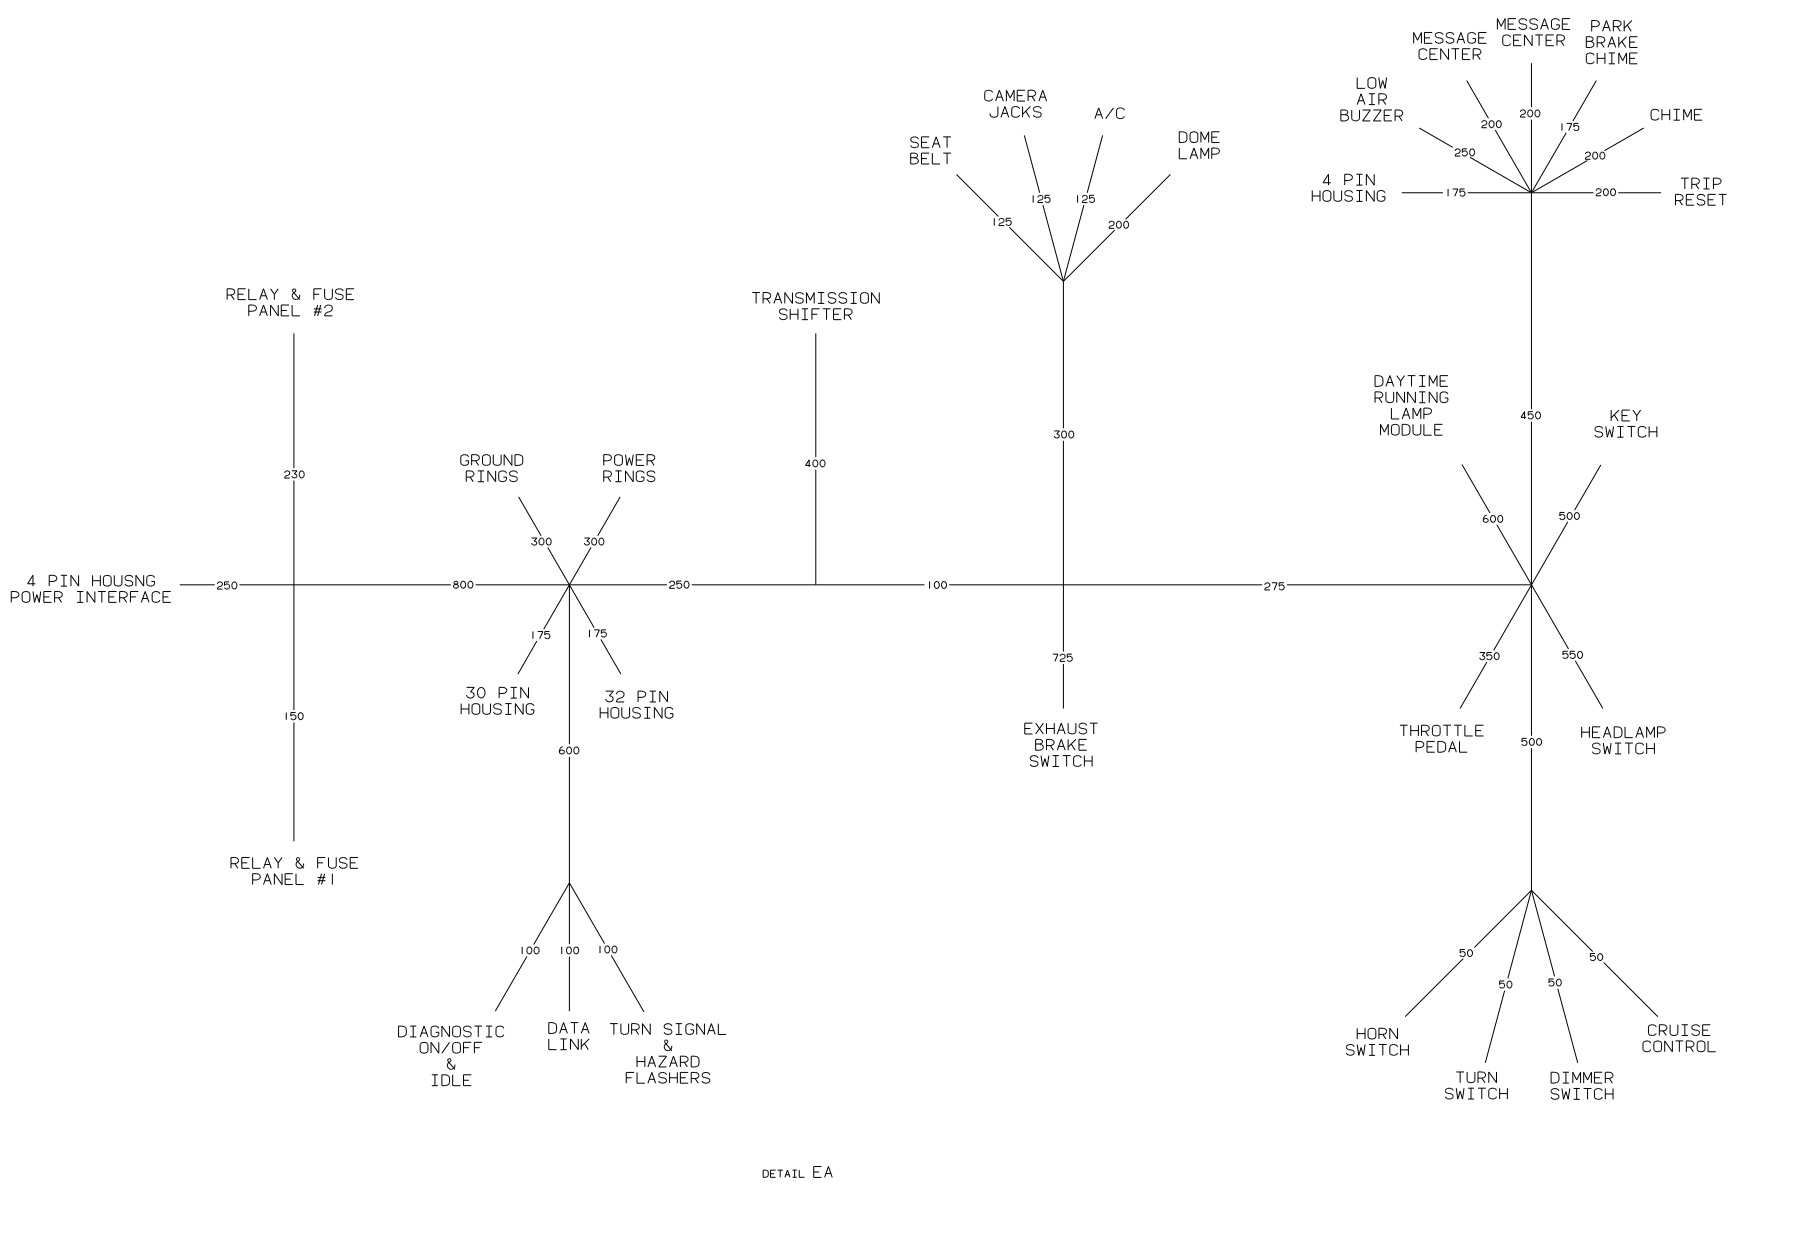 MESSAGE
CENTER
MESSAGE
CENTER
PARK
BRAKE
CHIME
LOW
AIR
BUZZER
CHIME
4 PIN
HOUSING
TRIP
RESET
200
200
175
250
200
175
200
CAMERA
JACKS
A/C
SEAT
BELT
DOME
LAMP
125
125
125
200
RELAY & FUSE
PANEL #2
TRANSMISSION
SHIFTER
230
400
300
450
DAYTIME
RUNNING
LAMP
MODULE
KEY
SWITCH
600
500
GROUND
RINGS
POWER
RINGS
300
300
4 PIN HOUSNG
POWER INTERFACE
250
800
250
100
275
175
175
30 PIN
HOUSING
32 PIN
HOUSING
725
EXHAUST
BRAKE
SWITCH
350
550
THROTTLE
PEDAL
HEADLAMP
SWITCH
150
600
500
RELAY & FUSE
PANEL #1
100
100
100
DIAGNOSTIC
ON/OFF
&
IDLE
DATA
LINK
TURN SIGNAL
&
HAZARD
FLASHERS
50
50
50
50
HORN
SWITCH
TURN
SWITCH
DIMMER
SWITCH
CRUISE
CONTROL
DETAIL EA